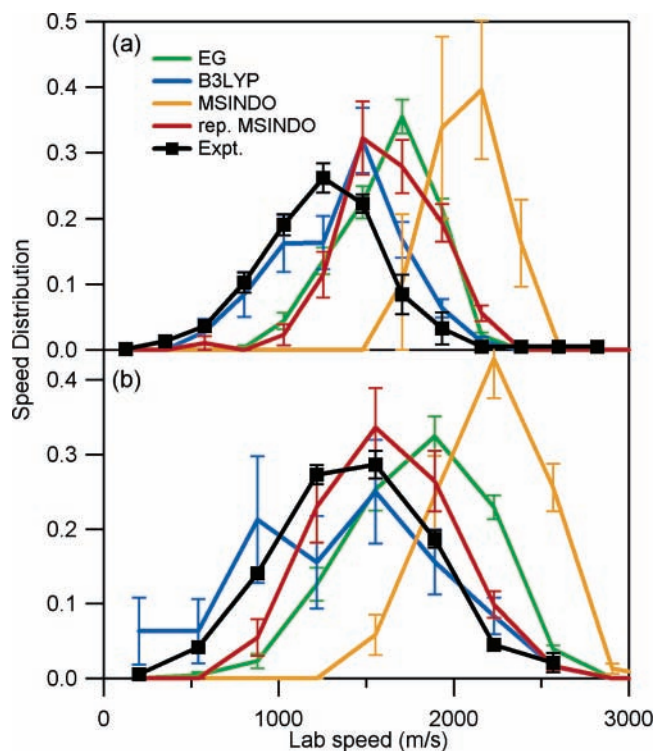 0.5
(a)
EG
B3LYP
MSINDO
rep. MSINDO
Expt.
0.4
0.3
0.2
0.1
0.0
Speed Distribution
(b)
0.4
0.3
0.2
0.1
0.0
0 1000 2000 3000
Lab speed (m/s)